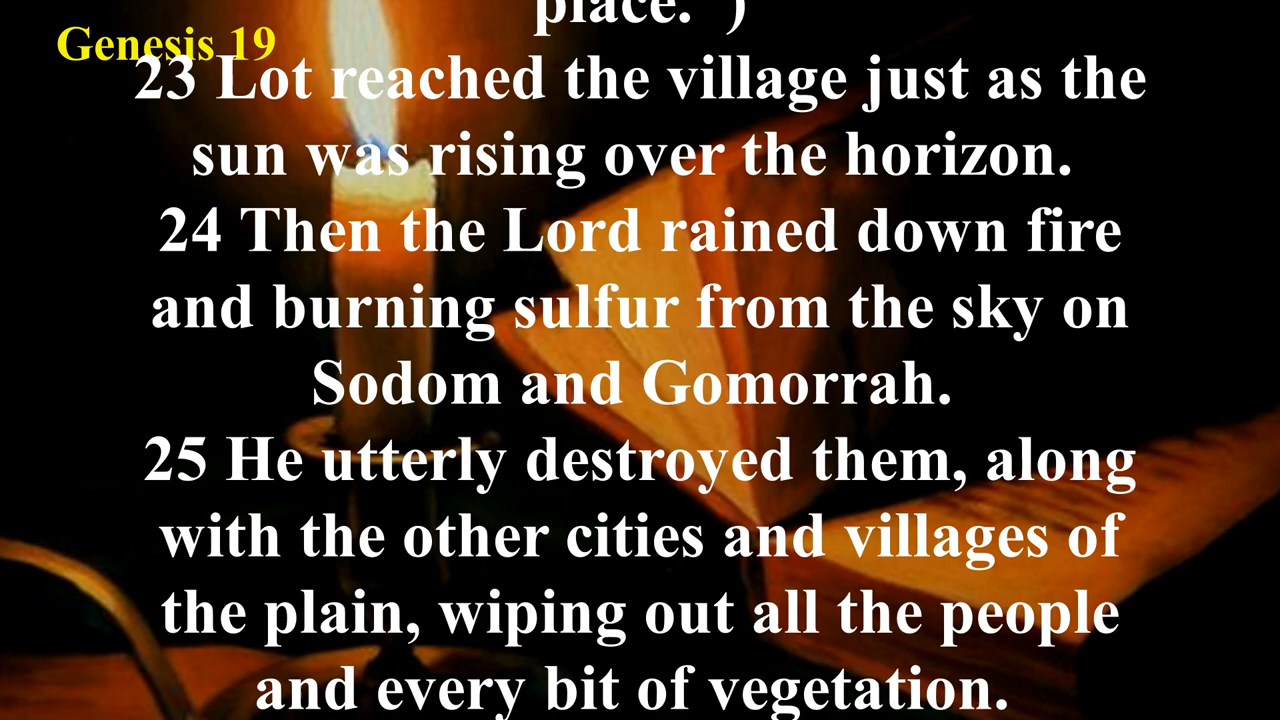 place.")
Genesis 19
23 Lot reached the village just as the
sun was rising over the horizon.
24 Then the Lord rained down fire
and burning sulfur from the sky on
Sodom and Gomorrah.
25 He utterly destroyed them, along
with the other cities and villages of
the plain, wiping out all the people
and every bit of vegetation.